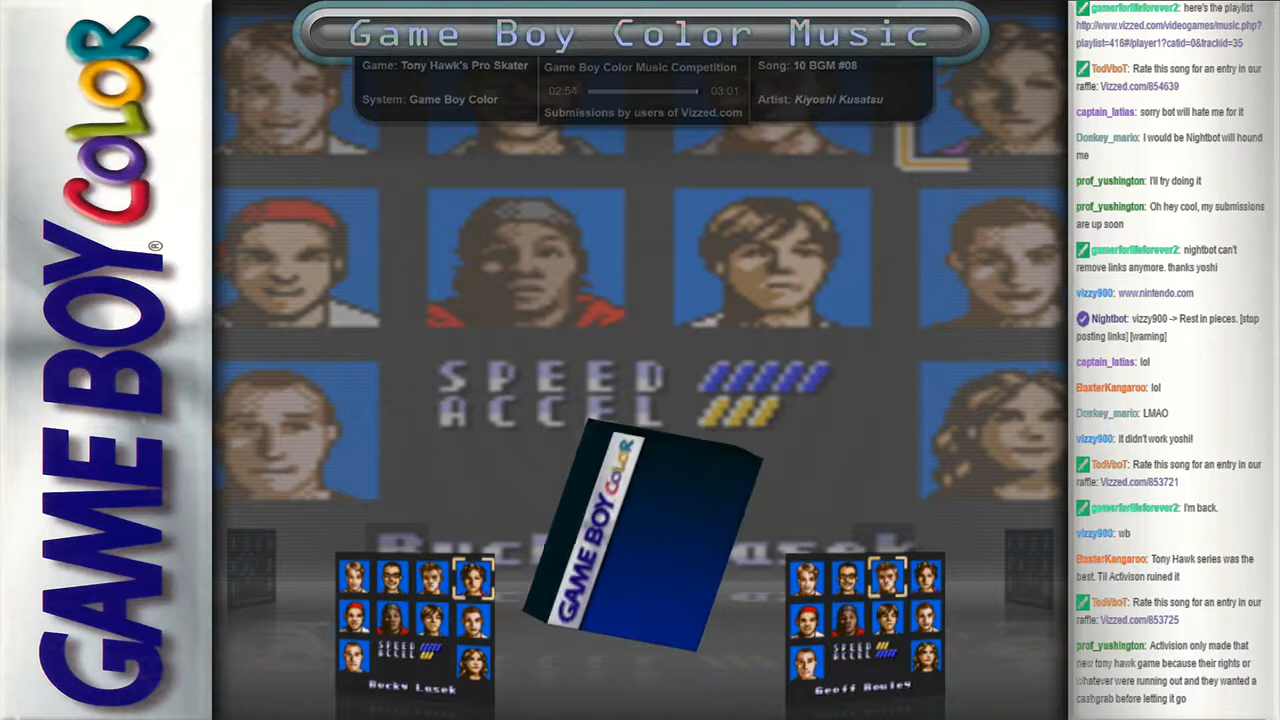 GAME BOY COLOR
®
Game Boy Color Music
Game: Tony Hawk's Pro Skater
System: Game Boy Color
Game Boy Color Music Competition
02:54
03:01
Submissions by users of Vizzed.com
Song: 10 BGM #08
Artist: Kiyoshi Kusatsu
SPEED
ACCEL
GAME BOY COLOR
SPEED
ACCEL
Bucky Lasek
SPEED
ACCEL
Geoff Rowley
gamerforlifeforever2: here's the playlist
http://www.vizzed.com/videogames/music.php?
playlist=416#/player1?catid=0&trackid=35
TodVboT: Rate this song for an entry in our
raffle: Vizzed.com/854639
captain_latias: sorry bot will hate me for it
Donkey_mario: I would be Nightbot will hound
me
prof_yushington: I'll try doing it
prof_yushington: Oh hey cool, my submissions
are up soon
gamerforlifeforever2: nightbot can't
remove links anymore. thanks yoshi
vizzy900: www.nintendo.com
Nightbot: vizzy900 -> Rest in pieces. [stop
posting links] [warning]
captain_latias: lol
BaxterKangaroo: lol
Donkey_mario: LMAO
vizzy900: it didn't work yoshi!
TodVboT: Rate this song for an entry in our
raffle: Vizzed.com/853721
gamerforlifeforever2: I'm back.
vizzy900: wb
BaxterKangaroo: Tony Hawk series was the
best. Til Activison ruined it
TodVboT: Rate this song for an entry in our
raffle: Vizzed.com/853725
prof_yushington: Activision only made that
new tony hawk game because their rights or
whatever were running out and they wanted a
cashgrab before letting it go